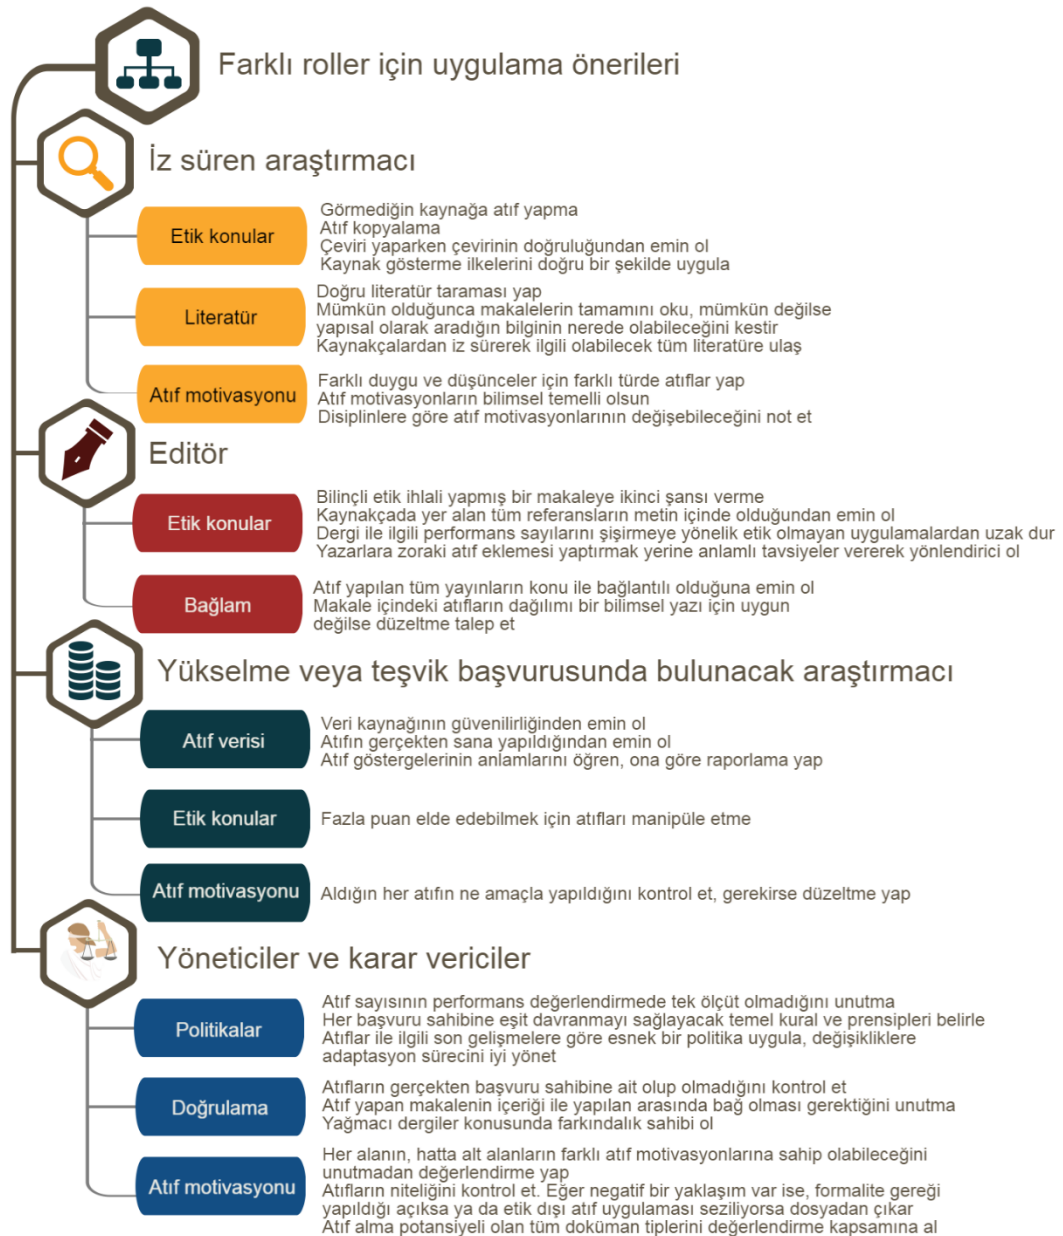 Farklı roller için uygulama önerileri
İz süren araştırmacı
Etik konular
Görmediğin kaynağa atıf yapma
Atıf kopyalama
Çeviri yaparken çevirinin doğruluğundan emin ol
Kaynak gösterme ilkelerini doğru bir şekilde uygula
Literatür
Doğru literatür taraması yap
Mümkün olduğunca makalelerin tamamını oku, mümkün değilse
yapısal olarak aradığın bilginin nerede olabileceğini kestir
Kaynakçalardan iz sürerek ilgili olabilecek tüm literatüre ulaş
Atıf motivasyonu
Farklı duygu ve düşünceler için farklı türde atıflar yap
Atıf motivasyonların bilimsel temelli olsun
Disiplinlere göre atıf motivasyonlarının değişebileceğini not et
Editör
Etik konular
Bilinçli etik ihlali yapmış bir makaleye ikinci şansı verme
Kaynakçada yer alan tüm referansların metin içinde olduğundan emin ol
Dergi ile ilgili performans sayılarını şişirmeye yönelik etik olmayan uygulamalardan uzak dur
Yazarlara zoraki atıf eklemesi yaptırmak yerine anlamlı tavsiyeler vererek yönlendirici ol
Bağlam
Atıf yapılan tüm yayınların konu ile bağlantılı olduğuna emin ol
Makale içindeki atıfların dağılımı bir bilimsel yazı için uygun
değilse düzeltme talep et
Yükselme veya teşvik başvurusunda bulunacak araştırmacı
Atıf verisi
Veri kaynağının güvenilirliğinden emin ol
Atıfın gerçekten sana yapıldığından emin ol
Atıf göstergelerinin anlamlarını öğren, ona göre raporlama yap
Etik konular
Fazla puan elde edebilmek için atıfları manipüle etme
Atıf motivasyonu
Aldığın her atıfın ne amaçla yapıldığını kontrol et, gerekirse düzeltme yap
Yöneticiler ve karar vericiler
Politikalar
Atıf sayısının performans değerlendirmede tek ölçüt olmadığını unutma
Her başvuru sahibine eşit davranmayı sağlayacak temel kural ve prensipleri belirle
Atıflar ile ilgili son gelişmelere göre esnek bir politika uygula, değişikliklere
adaptasyon sürecini iyi yönet
Doğrulama
Atıfların gerçekten başvuru sahibine ait olup olmadığını kontrol et
Atıf yapan makalenin içeriği ile yapılan arasında bağ olması gerektiğini unutma
Yağmacı dergiler konusunda farkındalık sahibi ol
Atıf motivasyonu
Her alanın, hatta alt alanların farklı atıf motivasyonlarına sahip olabileceğini
unutmadan değerlendirme yap
Atıfların niteliğini kontrol et. Eğer negatif bir yaklaşım var ise, formalite gereği
yapıldığı açıksa ya da etik dışı atıf uygulaması seziliyorsa dosyadan çıkar
Atıf alma potansiyeli olan tüm doküman tiplerini değerlendirme kapsamına al